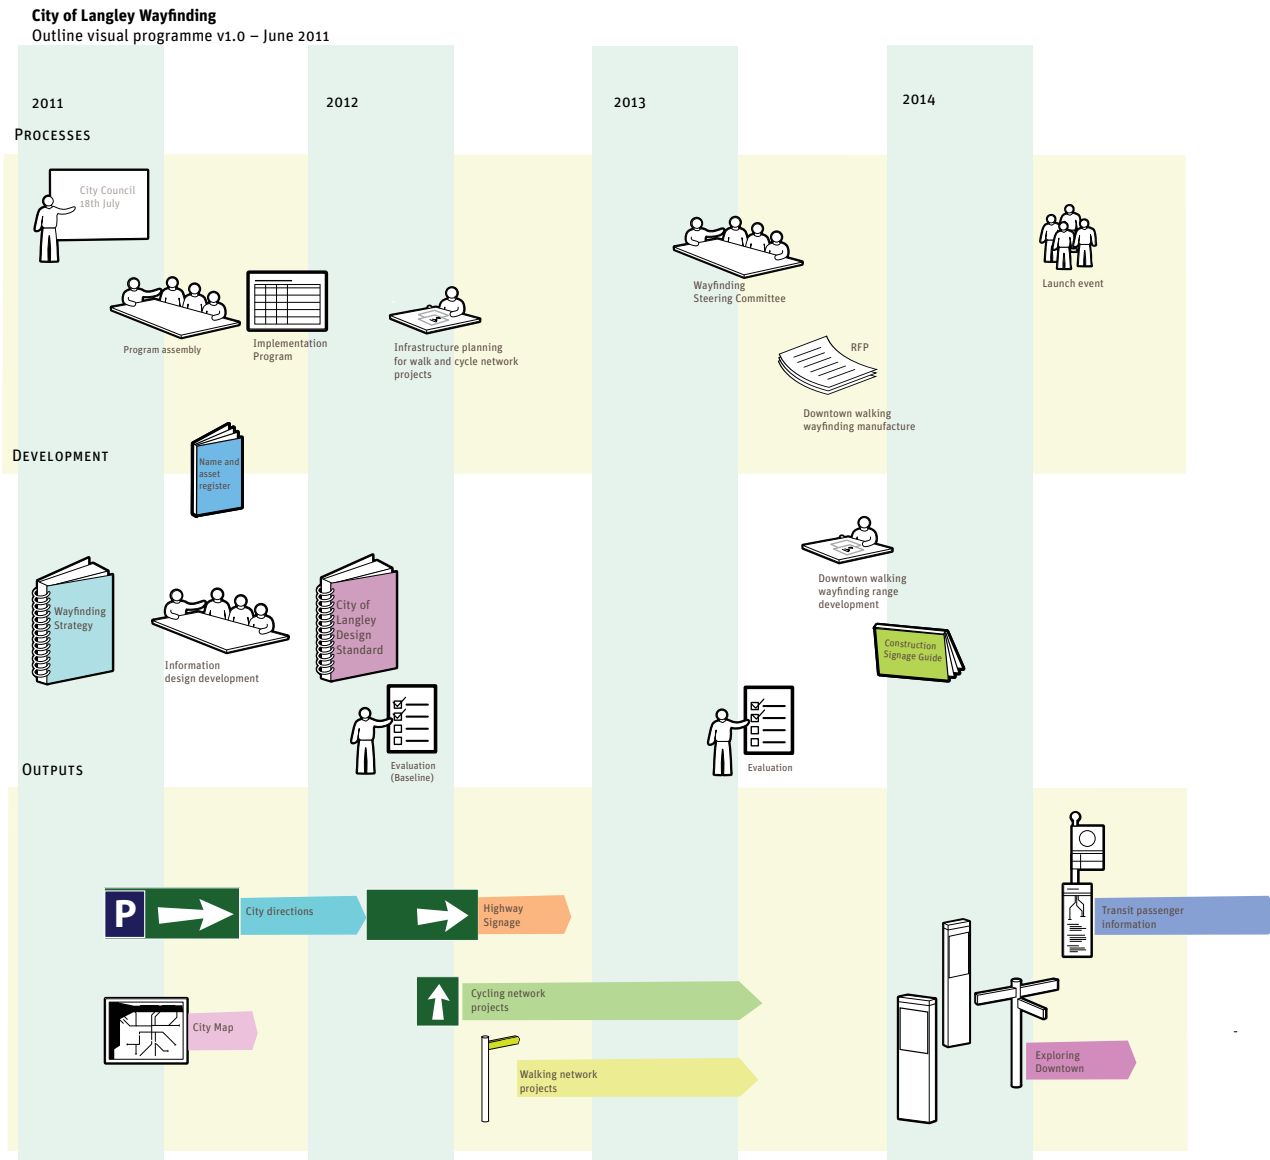 City of Langley Wayfinding
Outline visual programme v1.0 – June 2011
2011
2012
2013
2014
Processes
City Council
18th July
Program assembly
Implementation
Program
Infrastructure planning
for walk and cycle network
projects
Wayfinding
Steering Committee
RFP
Downtown walking
wayfinding manufacture
Launch event
Development
Name and
asset
register
Wayfinding
Strategy
Information
design development
City of
Langley
Design
Standard
Evaluation
(Baseline)
Evaluation
Downtown walking
wayfinding range
development
Construction
Signage Guide
Outputs
P
City directions
Highway
Signage
City Map
Cycling network
projects
Walking network
projects
Transit passenger
information
Exploring
Downtown
-